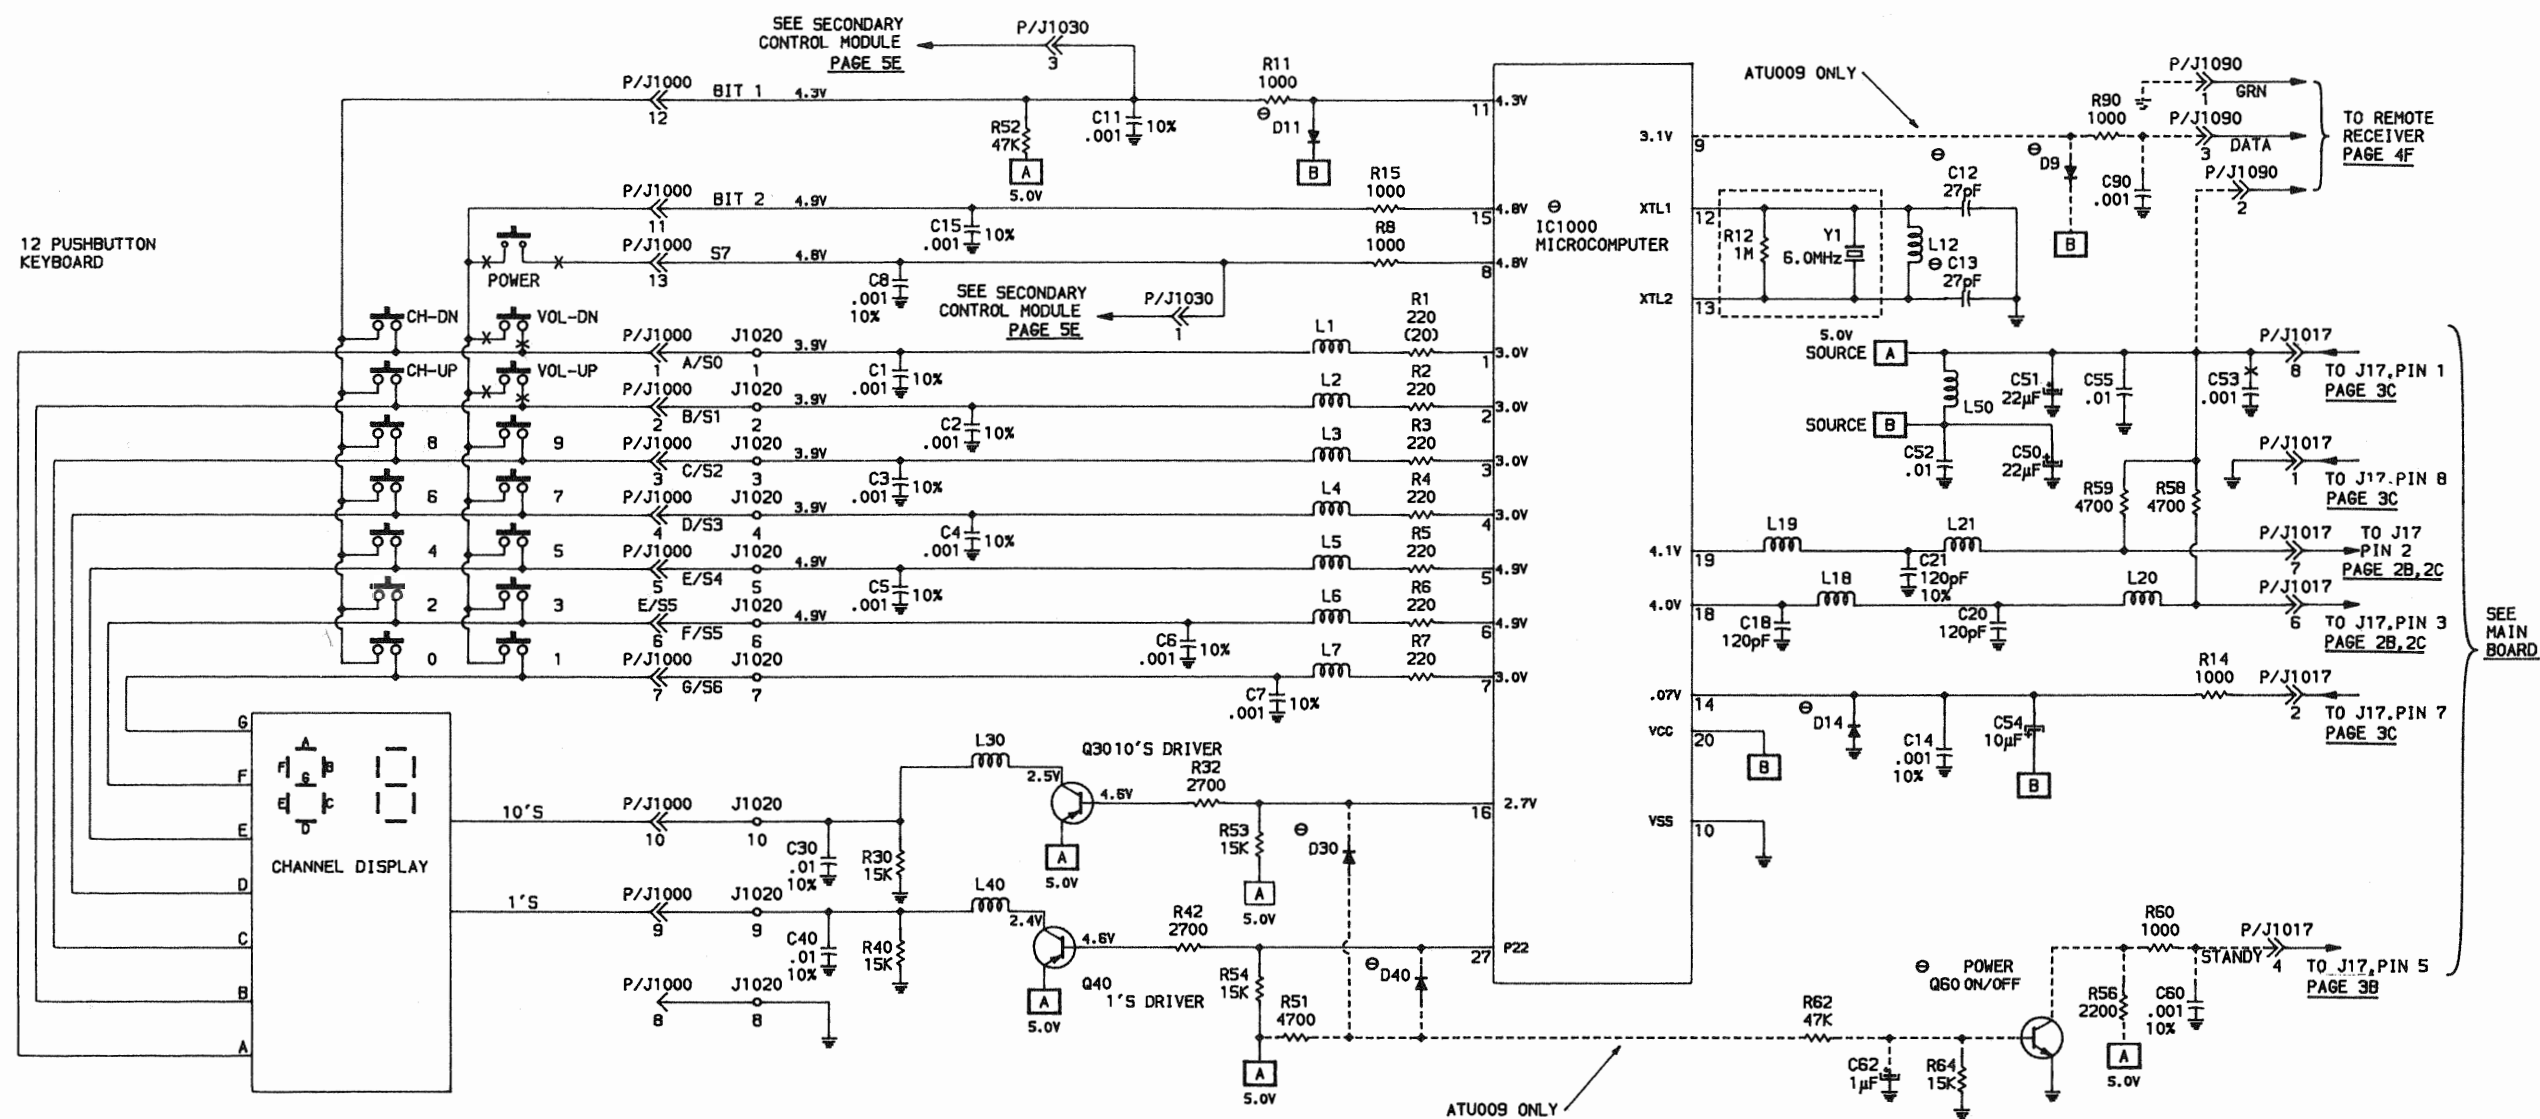 SEE SECONDARY
CONTROL MODULE
PAGE 5E
P/J1030
3
P/J1000
12
BIT 1
4.3V
R52
47K
A
5.0V
C11
.001
10%
R11
1000
⊖
D11
B
11
4.3V
P/J1000
11
BIT 2
4.9V
C15
.001
10%
R15
1000
15
4.8V
12 PUSHBUTTON
KEYBOARD
POWER
P/J1000
13
S7
4.8V
C8
.001
10%
R8
1000
8
4.8V
SEE SECONDARY
CONTROL MODULE
PAGE 5E
P/J1030
1
⊖
IC1000
MICROCOMPUTER
CH-DN
VOL-DN
P/J1000
1
A/S0
J1020
1
3.9V
C1
.001
10%
L1
R1
220
(20)
1
3.0V
CH-UP
VOL-UP
P/J1000
2
B/S1
J1020
2
3.9V
C2
.001
10%
L2
R2
220
2
3.0V
8
9
P/J1000
3
C/S2
J1020
3
3.9V
C3
.001
10%
L3
R3
220
3
3.0V
6
7
P/J1000
4
D/S3
J1020
4
3.9V
C4
.001
10%
L4
R4
220
4
3.0V
4
5
P/J1000
5
E/S4
J1020
5
4.9V
C5
.001
10%
L5
R5
220
5
4.9V
2
3
E/S5
6
F/S5
J1020
6
4.9V
C6
.001
10%
L6
R6
220
6
4.9V
0
1
P/J1000
7
G/S6
J1020
7
C7
.001
10%
L7
R7
220
7
3.0V
G
F
E
D
C
B
A
A
F
B
G
E
C
D
CHANNEL DISPLAY
10'S
P/J1000
10
J1020
10
C30
.01
10%
R30
15K
L30
2.5V
Q30 10'S DRIVER
4.6V
A
5.0V
R32
2700
R53
15K
A
5.0V
⊖
D30
16
2.7V
1'S
P/J1000
9
J1020
9
C40
.01
10%
R40
15K
L40
2.4V
4.6V
Q40
1'S DRIVER
A
5.0V
R42
2700
R54
15K
⊖
D40
27
P22
P/J1000
8
J1020
8
R51
4700
A
5.0V
ATU009 ONLY
ATU009 ONLY
3.1V
9
⊖
D9
B
R90
1000
C90
.001
P/J1090
1
GRN
P/J1090
3
DATA
P/J1090
2
TO REMOTE
RECEIVER
PAGE 4F
XTL1
12
XTL2
13
R12
1M
Y1
6.0MHz
L12
⊖
C12
27pF
⊖ C13
27pF
5.0V
SOURCE A
SOURCE B
L50
C51
22µF
C55
.01
C53
.001
C52
.01
C50
22µF
P/J1017
8
TO J17,PIN 1
PAGE 3C
P/J1017
1
TO J17.PIN 8
PAGE 3C
R59
4700
R58
4700
4.1V
19
L19
C21
120pF
10%
L21
P/J1017
7
TO J17
PIN 2
PAGE 2B,2C
4.0V
18
C18
120pF
L18
C20
120pF
L20
P/J1017
6
TO J17,PIN 3
PAGE 2B,2C
.07V
14
⊖
D14
C14
.001
10%
C54
10µF
B
R14
1000
P/J1017
2
TO J17.PIN 7
PAGE 3C
VCC
20
B
VSS
10
SEE
MAIN
BOARD
R62
47K
C62
1µF
R64
15K
⊖
POWER
Q60 ON/OFF
R56
2200
A
5.0V
R60
1000
C60
.001
10%
STANDY
P/J1017
4
TO J17,PIN 5
PAGE 3B